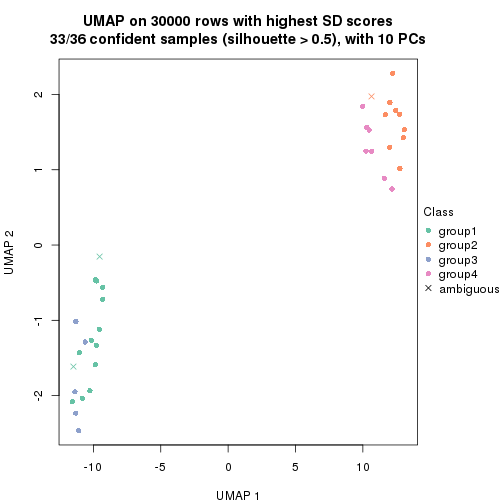 UMAP on 30000 rows with highest SD scores
33/36 confident samples (silhouette > 0.5), with 10 PCs
2
1
0
-1
-2
UMAP 2
-10
-5
0
5
10
UMAP 1
Class
group1
group2
group3
group4
ambiguous